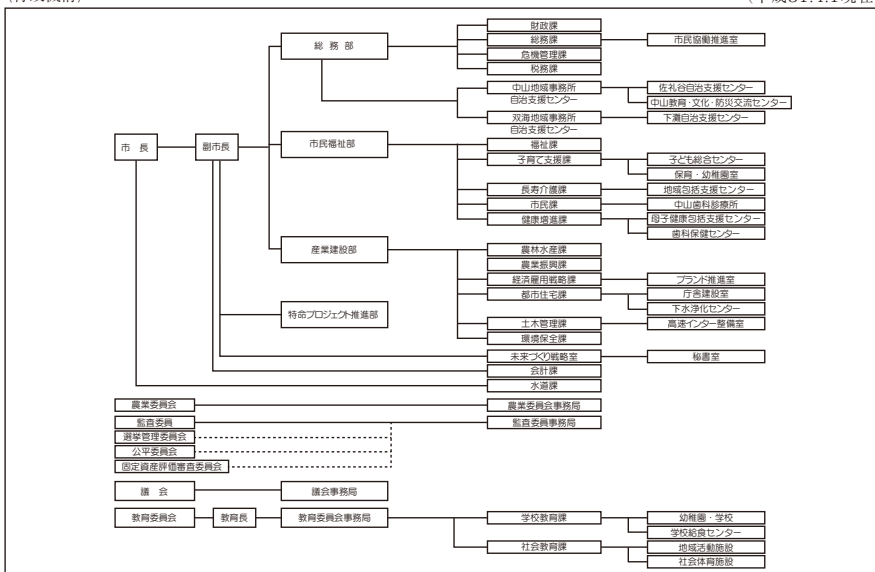 財政課
総務部
総務課
市民協働推進室
危機管理課
税務課
中山地域事務所
佐礼谷自治支援センター
自治支援センター
中山教育・文化・防災交流センター
双海地域事務所
下灘自治支援センター
自治支援センター
市長
副市長
市民福祉部
福祉課
子育て支援課
子ども総合センター
保育・幼稚園室
長寿介護課
地域包括支援センター
市民課
中山歯科診療所
健康増進課
母子健康包括支援センター
歯科保健センター
産業建設部
農林水産課
農業振興課
経済雇用戦略課
ブランド推進室
都市住宅課
庁舎建設室
特命プロジェクト推進部
下水浄化センター
土木管理課
高速インター整備室
環境保全課
未来づくり戦略室
秘書室
会計課
水道課
農業委員会
農業委員会事務局
監査委員
監査委員事務局
選挙管理委員会
公平委員会
固定資産評価審査委員会
議会
議会事務局
教育委員会
教育長
教育委員会事務局
学校教育課
幼稚園・学校
学校給食センター
社会教育課
地域活動施設
社会体育施設